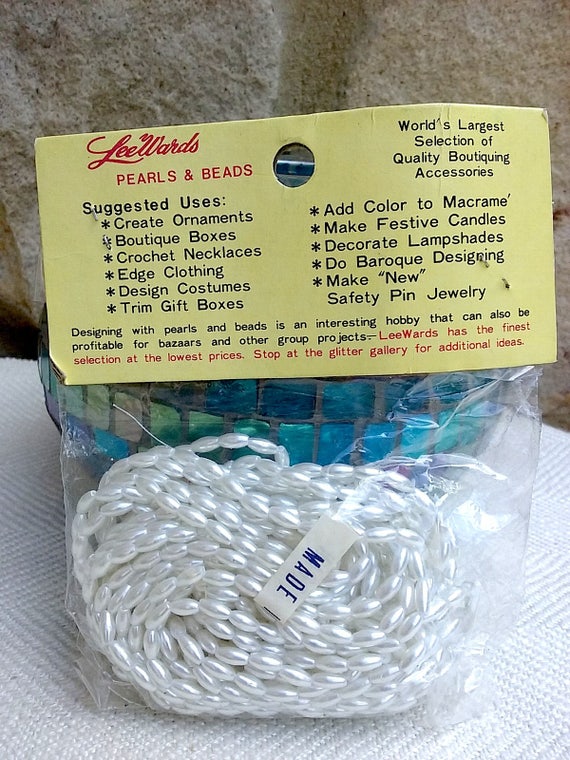 LeeWards
PEARLS & BEADS
World's Largest
Selection of
Quality Boutiquing
Accessories
Suggested Uses:
* Create Ornaments
* Boutique Boxes
* Crochet Necklaces
* Edge Clothing
* Design Costumes
* Trim Gift Boxes
* Add Color to Macrame'
* Make Festive Candles
* Decorate Lampshades
* Do Baroque Designing
* Make "New"
Safety Pin Jewelry
Designing with pearls and beads is an interesting hobby that can also be
profitable for bazaars and other group projects—LeeWards has the finest
selection at the lowest prices. Stop at the glitter gallery for additional ideas.
MADE